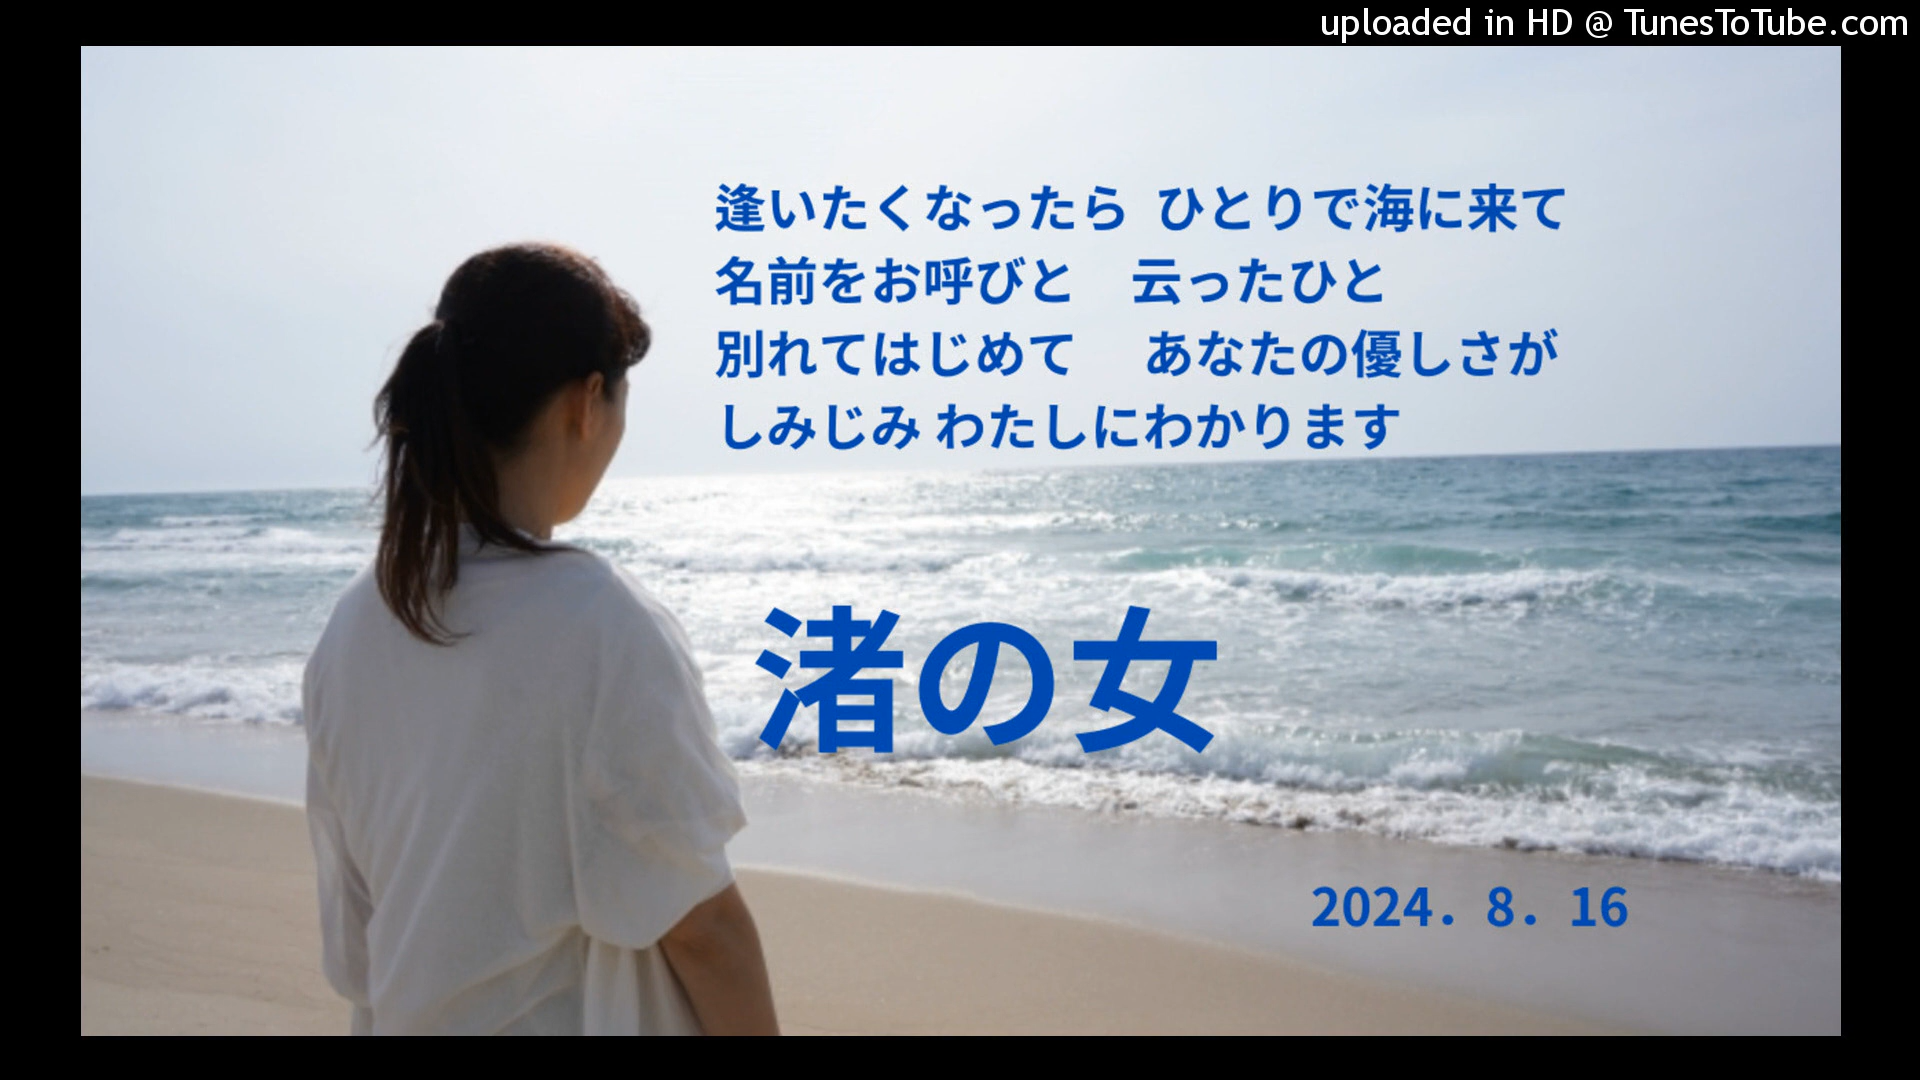 uploaded in HD @ TunesToTube.com
逢いたくなったら ひとりで海に来て
名前をお呼びと 云ったひと
別れてはじめて あなたの優しさが
しみじみ わたしにわかります
渚の女
2024. 8. 16